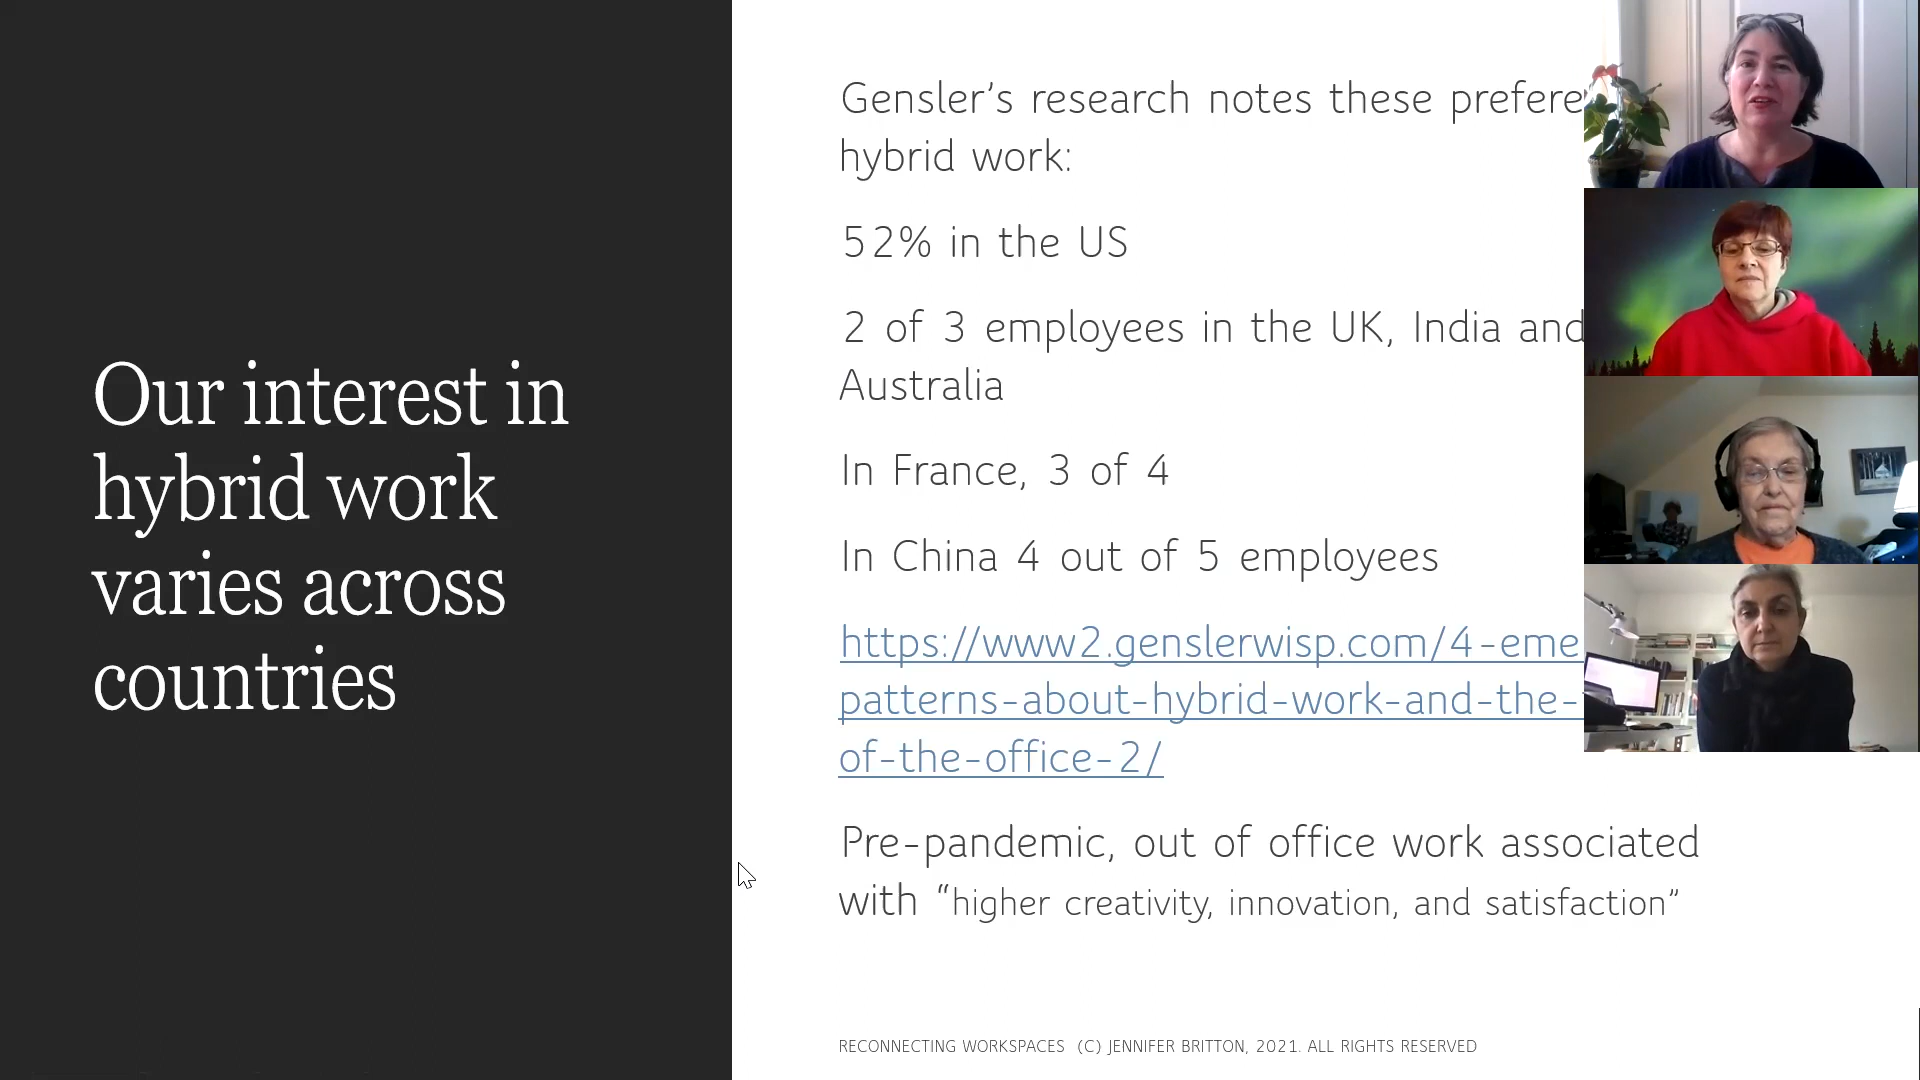 Our interest in
hybrid work
varies across
countries
Gensler’s research notes these
hybrid work:
52% in the US
2 of 3 employees in the UK, India and
Australia
In France, 3 of 4
In China 4 out of 5 employees
https://www2.genslerwisp.com/4-eme
patterns-about-hybrid-work-and-the-
of-the-office-2/
Pre-pandemic, out of office work associated
with “higher creativity, innovation, and satisfaction”
RECONNECTING WORKSPACES (C) JENNIFER BRITTON, 2021. ALL RIGHTS RESERVED